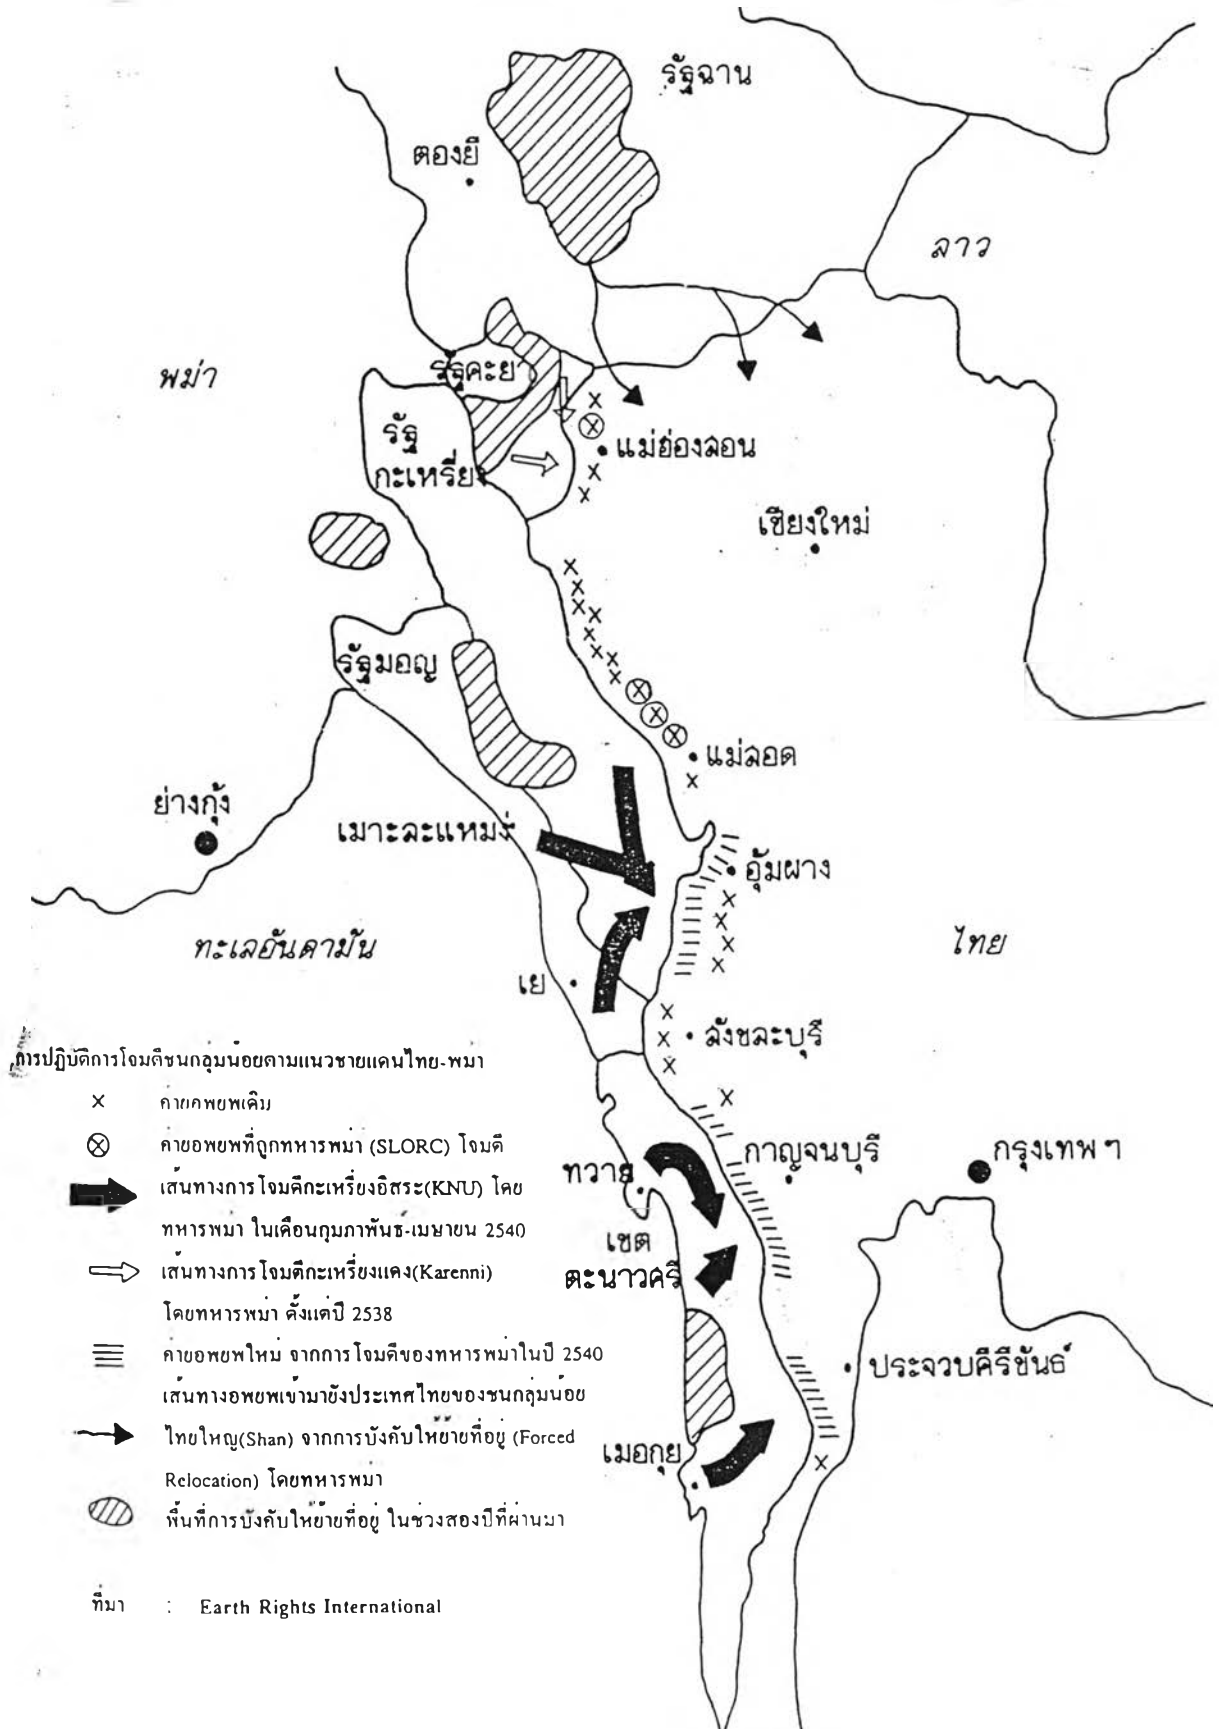 รัฐฉาน
ตองยี
ลาว
พม่า
รัฐคะยา
รัฐ
กะเหรี่ยง
แม่ฮ่องสอน
เชียงใหม่
รัฐมอญ
แม่สอด
ย่างกุ้ง
เมาะละแหมง
อุ้มผาง
ทะเลอันดามัน
ไทย
เย
สังขละบุรี
การปฏิบัติการโจมตีชนกลุ่มน้อยตามแนวชายแดนไทย-พม่า
ค่ายอพยพเดิม
ค่ายอพยพที่ถูกทหารพม่า (SLORC) โจมตี
เส้นทางการโจมตีกะเหรี่ยงอิสระ(KNU) โดย
ทหารพม่า ในเดือนกุมภาพันธ์-เมษายน 2540
เส้นทางการโจมตีกะเหรี่ยงแดง(Karenni)
โดยทหารพม่า ตั้งแต่ปี 2538
ค่ายอพยพใหม่ จากการโจมตีของทหารพม่าในปี 2540
เส้นทางอพยพเข้ามายังประเทศไทยของชนกลุ่มน้อย
ไทยใหญ่(Shan) จากการบังคับให้ย้ายที่อยู่ (Forced
Relocation) โดยทหารพม่า
พื้นที่การบังคับให้ย้ายที่อยู่ ในช่วงสองปีที่ผ่านมา
กาญจนบุรี
กรุงเทพฯ
ทวาย
เขต
ตะนาวศรี
ประจวบคีรีขันธ์
เมอกุย
ที่มา : Earth Rights International